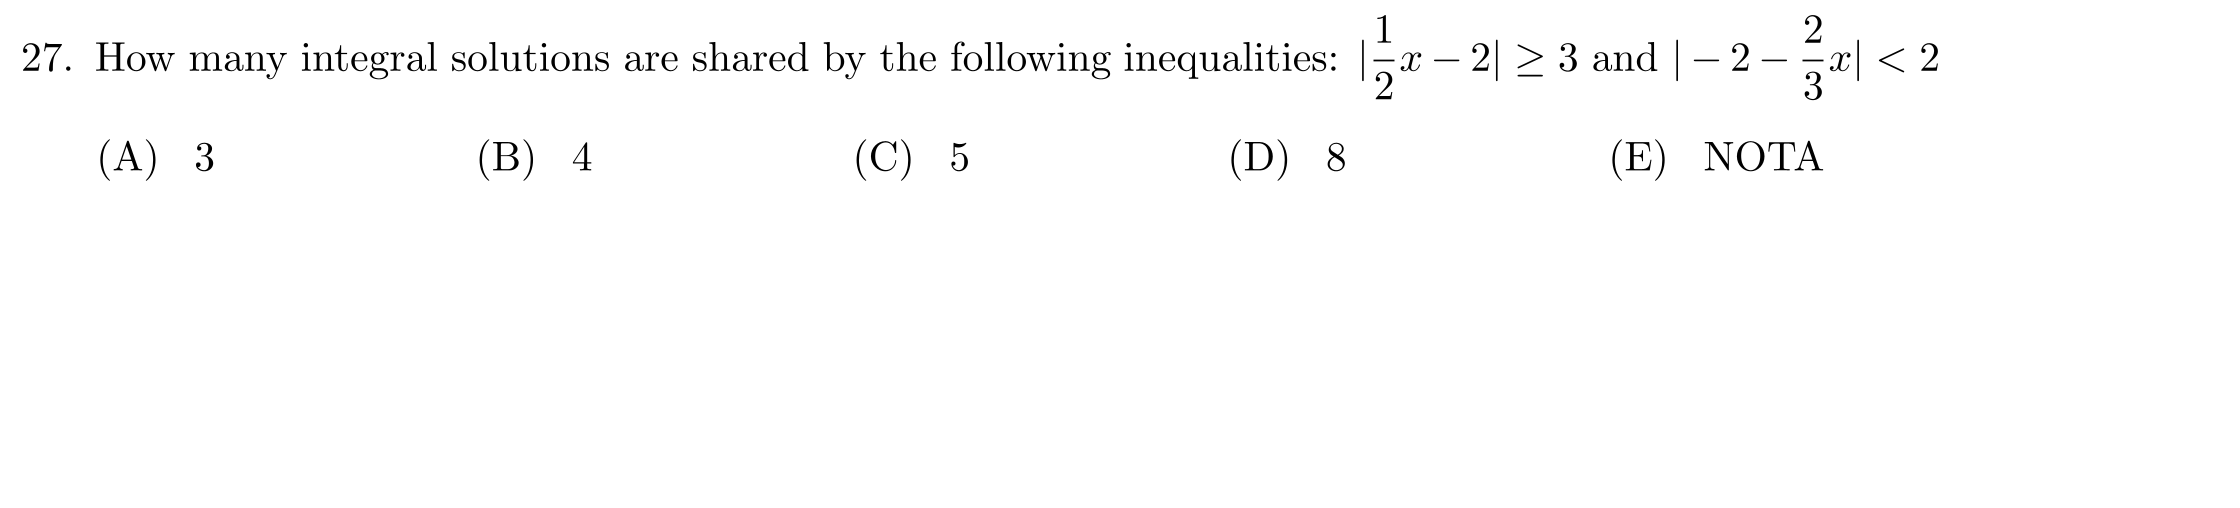 27. How many integral solutions are shared by the following inequalities: $|\frac{1}{2}x - 2| \geq 3$ and $|-2 - \frac{2}{3}x| < 2$
(A) 3 (B) 4 (C) 5 (D) 8 (E) NOTA